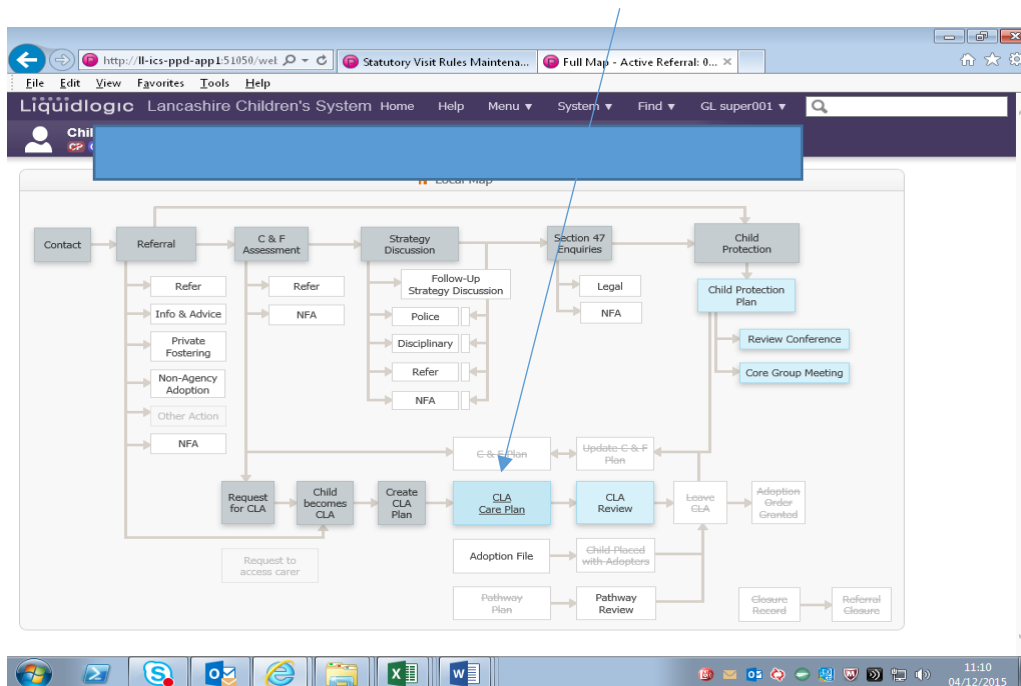 http://ll-ics-ppd-app1:51050/wel
Statutory Visit Rules Maintena...
Full Map - Active Referral: 0...
File Edit View Favorites Tools Help
Liquidlogic Lancashire Children's System Home Help Menu System Find GL super001
Chil
CP
Local Map
Contact
Referral
C & F
Assessment
Strategy
Discussion
Section 47
Enquiries
Child
Protection
Refer
Info & Advice
Private
Fostering
Non-Agency
Adoption
Other Action
NFA
Refer
NFA
Follow-Up
Strategy Discussion
Police
Disciplinary
Refer
NFA
Legal
NFA
Child Protection
Plan
Review Conference
Core Group Meeting
C & F Plan
Update C & F
Plan
Request
for CLA
Child
becomes
CLA
Create
CLA
Plan
CLA
Care Plan
CLA
Review
Leave
CLA
Adoption
Order
Granted
Request to
access carer
Adoption File
Child Placed
with Adopters
Pathway
Plan
Pathway
Review
Closure
Record
Referral
Closure
11:10
04/12/2015